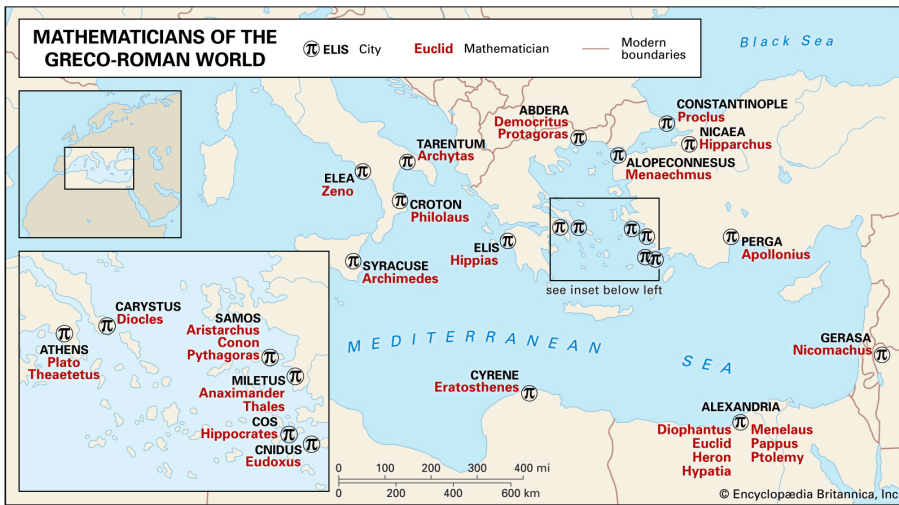 MATHEMATICIANS OF THE
GRECO-ROMAN WORLD
π ELIS City
Euclid Mathematician
Modern
boundaries
Black Sea
ABDERA
Democritus
Protagoras
π
CONSTANTINOPLE
Proclus
π
NICAEA
Hipparchus
π
ALOPECONNESUS
Menaechmus
π
TARENTUM
Archytas
π
ELEA
Zeno
π
CROTON
Philolaus
π
ELIS
Hippias
π
SYRACUSE
Archimedes
π
π π π π π π
see inset below left
PERGA
Apollonius
π
MEDITERRANEAN
SEA
GERASA
Nicomachus
π
CYRENE
Eratosthenes
π
ALEXANDRIA
π
Diophantus
Euclid
Heron
Hypatia
Menelaus
Pappus
Ptolemy
CARYSTUS
Diocles
π
ATHENS
Plato
Theaetetus
π
SAMOS
Aristarchus
Conon
Pythagoras
π
MILETUS
Anaximander
Thales
π
COS
Hippocrates
π
CNIDUS
Eudoxus
π
0 100 200 300 400 mi
0 200 400 600 km
© Encyclopædia Britannica, Inc